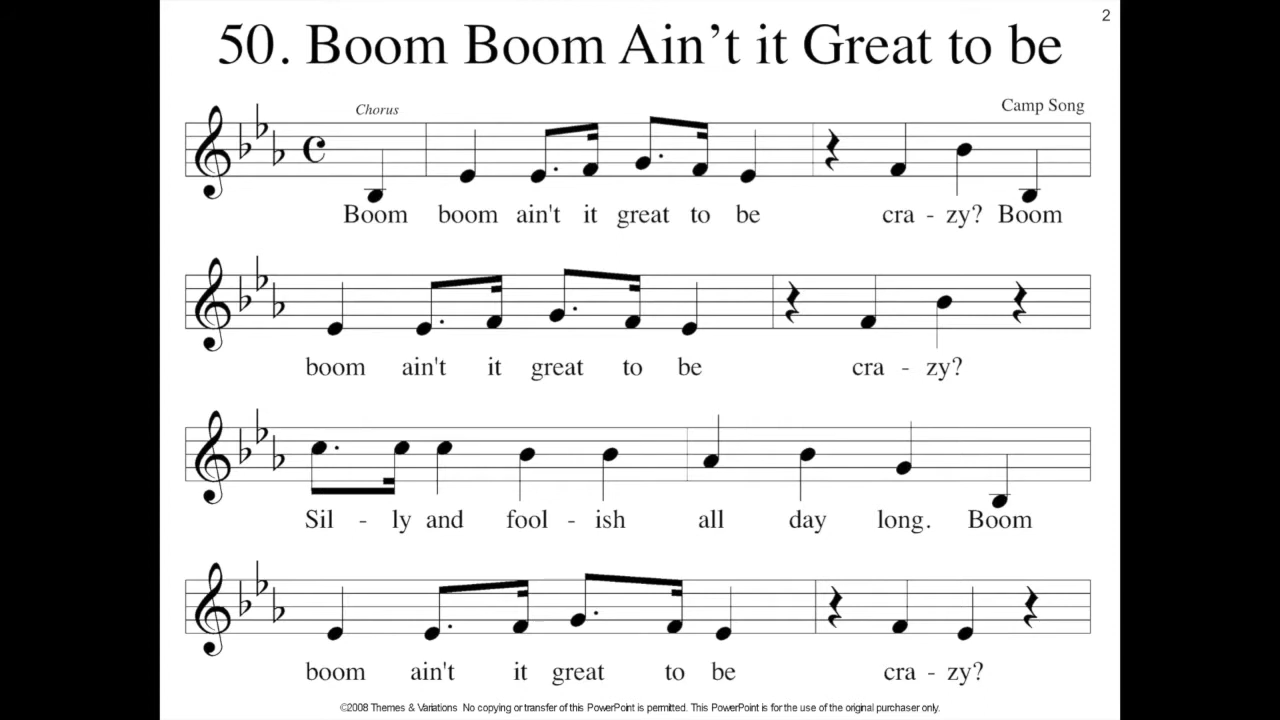 2
50. Boom Boom Ain’t it Great to be
Chorus
Camp Song
Boom boom ain't it great to be cra - zy? Boom
boom ain't it great to be cra - zy?
Sil - ly and fool - ish all day long. Boom
boom ain't it great to be cra - zy?
©2008 Themes & Variations No copying or transfer of this PowerPoint is permitted. This PowerPoint is for the use of the original purchaser only.